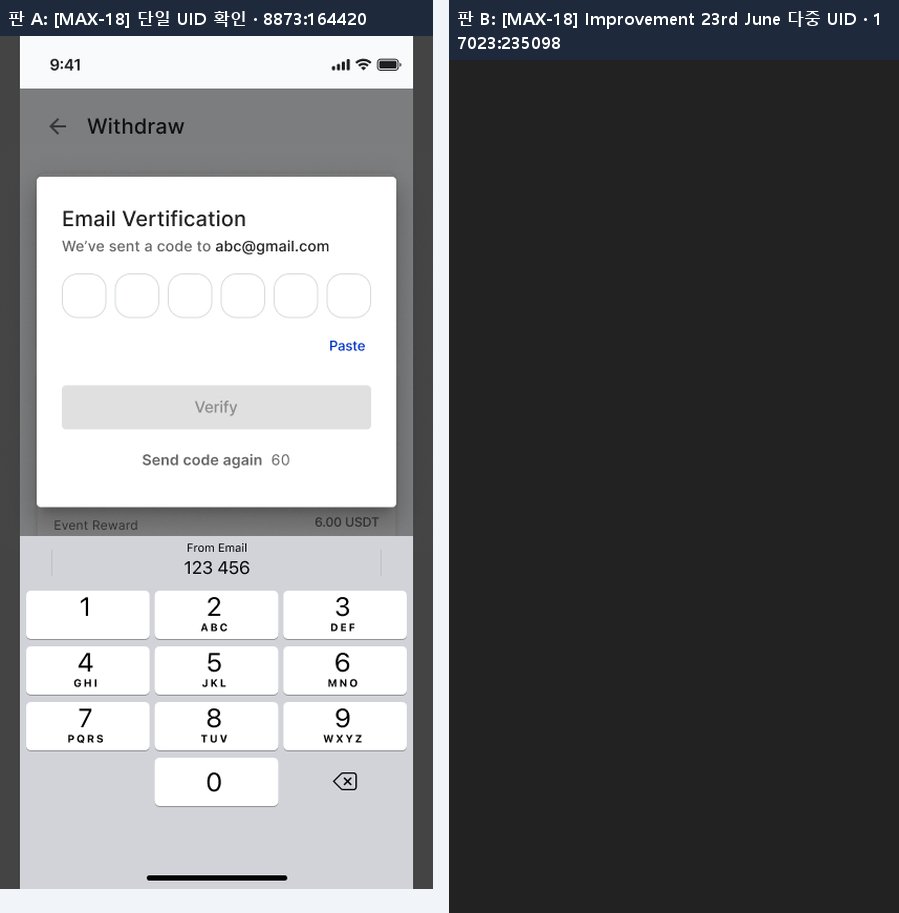 판 A: [MAX-18] 단일 UID 확인 · 8873:164420
판 B: [MAX-18] Improvement 23rd June 다중 UID · 1
7023:235098
9:41
Withdraw
Email Vertification
We've sent a code to abc@gmail.com
Paste
Verify
Send code again 60
Event Reward 6.00 USDT
From Email
123 456
1 2 3
ABC DEF
4 5 6
GHI JKL MNO
7 8 9
PQRS TUV WXYZ
0